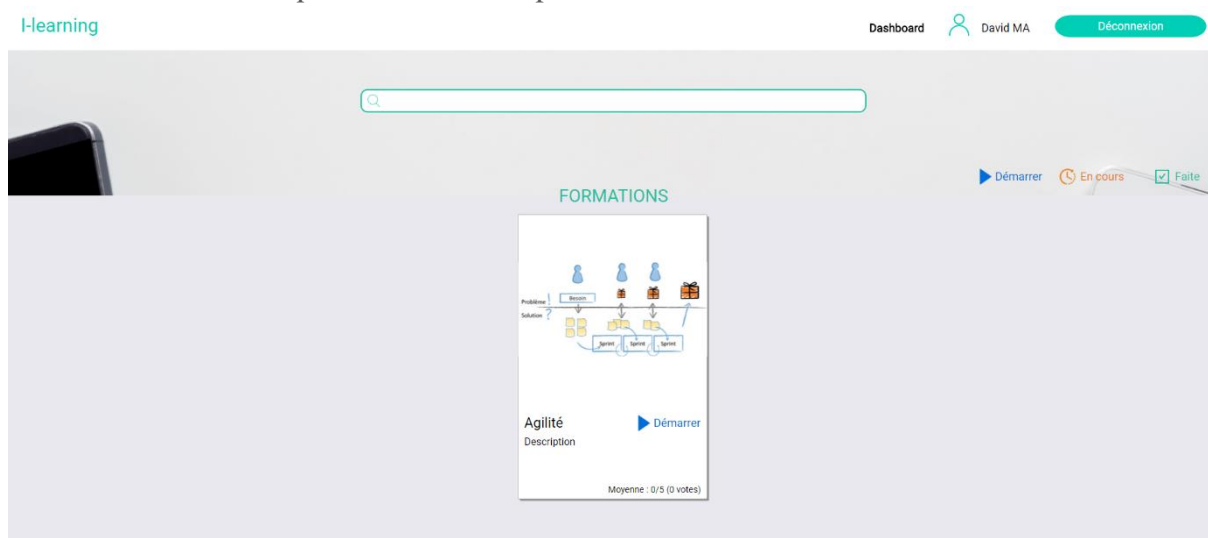 I-learning
Dashboard
David MA
Déconnexion
Démarrer
En cours
Faite
FORMATIONS
Problème !
Besoin
Solution ?
Sprint
Sprint
Sprint
Agilité
Démarrer
Description
Moyenne : 0/5 (0 votes)